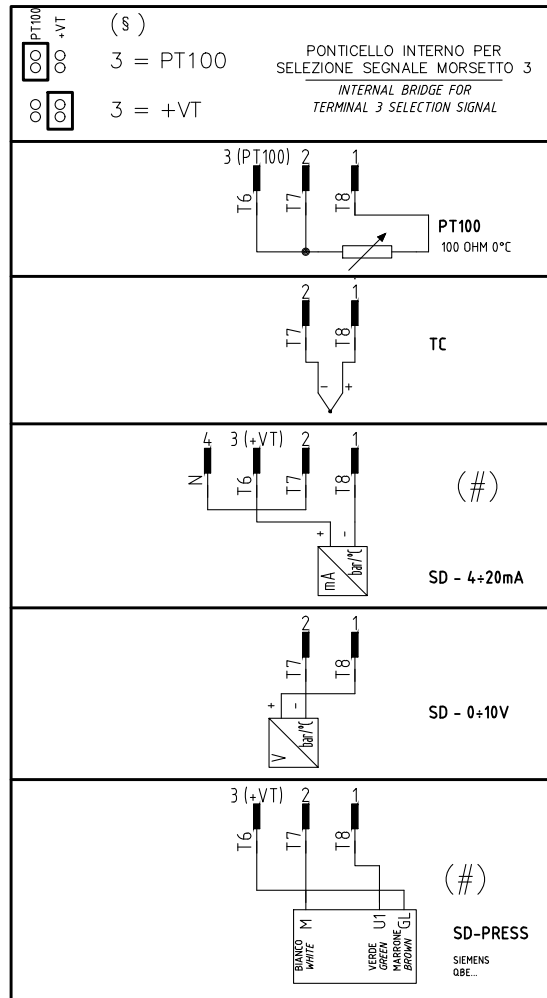 PT100 +VT
(§)
3 = PT100
3 = +VT
PONTICELLO INTERNO PER
SELEZIONE SEGNALE MORSETTO 3
INTERNAL BRIDGE FOR
TERMINAL 3 SELECTION SIGNAL
3 (PT100) 2 1
T6 T7 T8
PT100
100 OHM 0°C
2 1
T7 T8
- +
TC
4 3 (+VT) 2 1
N T6 T7 T8
(#)
+ -
mA bar/°C
SD - 4÷20mA
2 1
T7 T8
+ -
V bar/°C
SD - 0÷10V
3 (+VT) 2 1
T6 T7 T8
(#)
M U1 GL
BIANCO
WHITE
VERDE
GREEN
MARRONE
BROWN
SD-PRESS
SIEMENS
QBE...